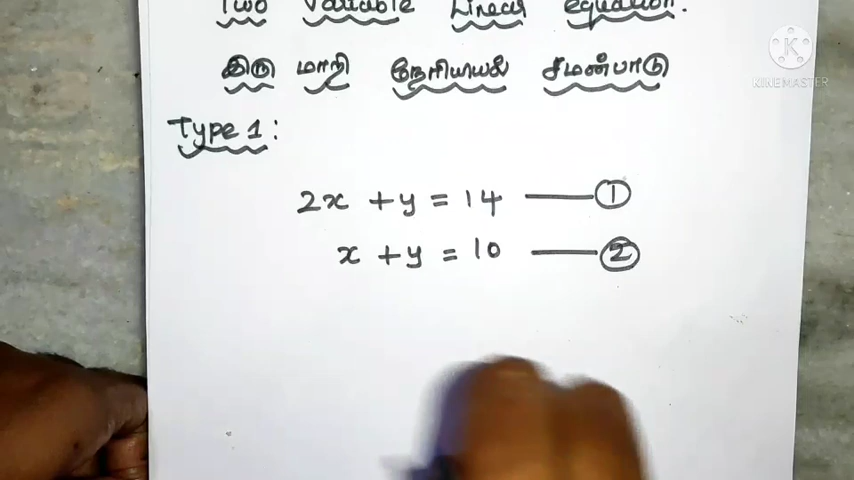 Two Variable Linear equation.
இரு மாறி நேரியியல் சமன்பாடு
Type 1:
2x + y = 14 —— ①
x + y = 10 —— ②
K
KINEMASTER